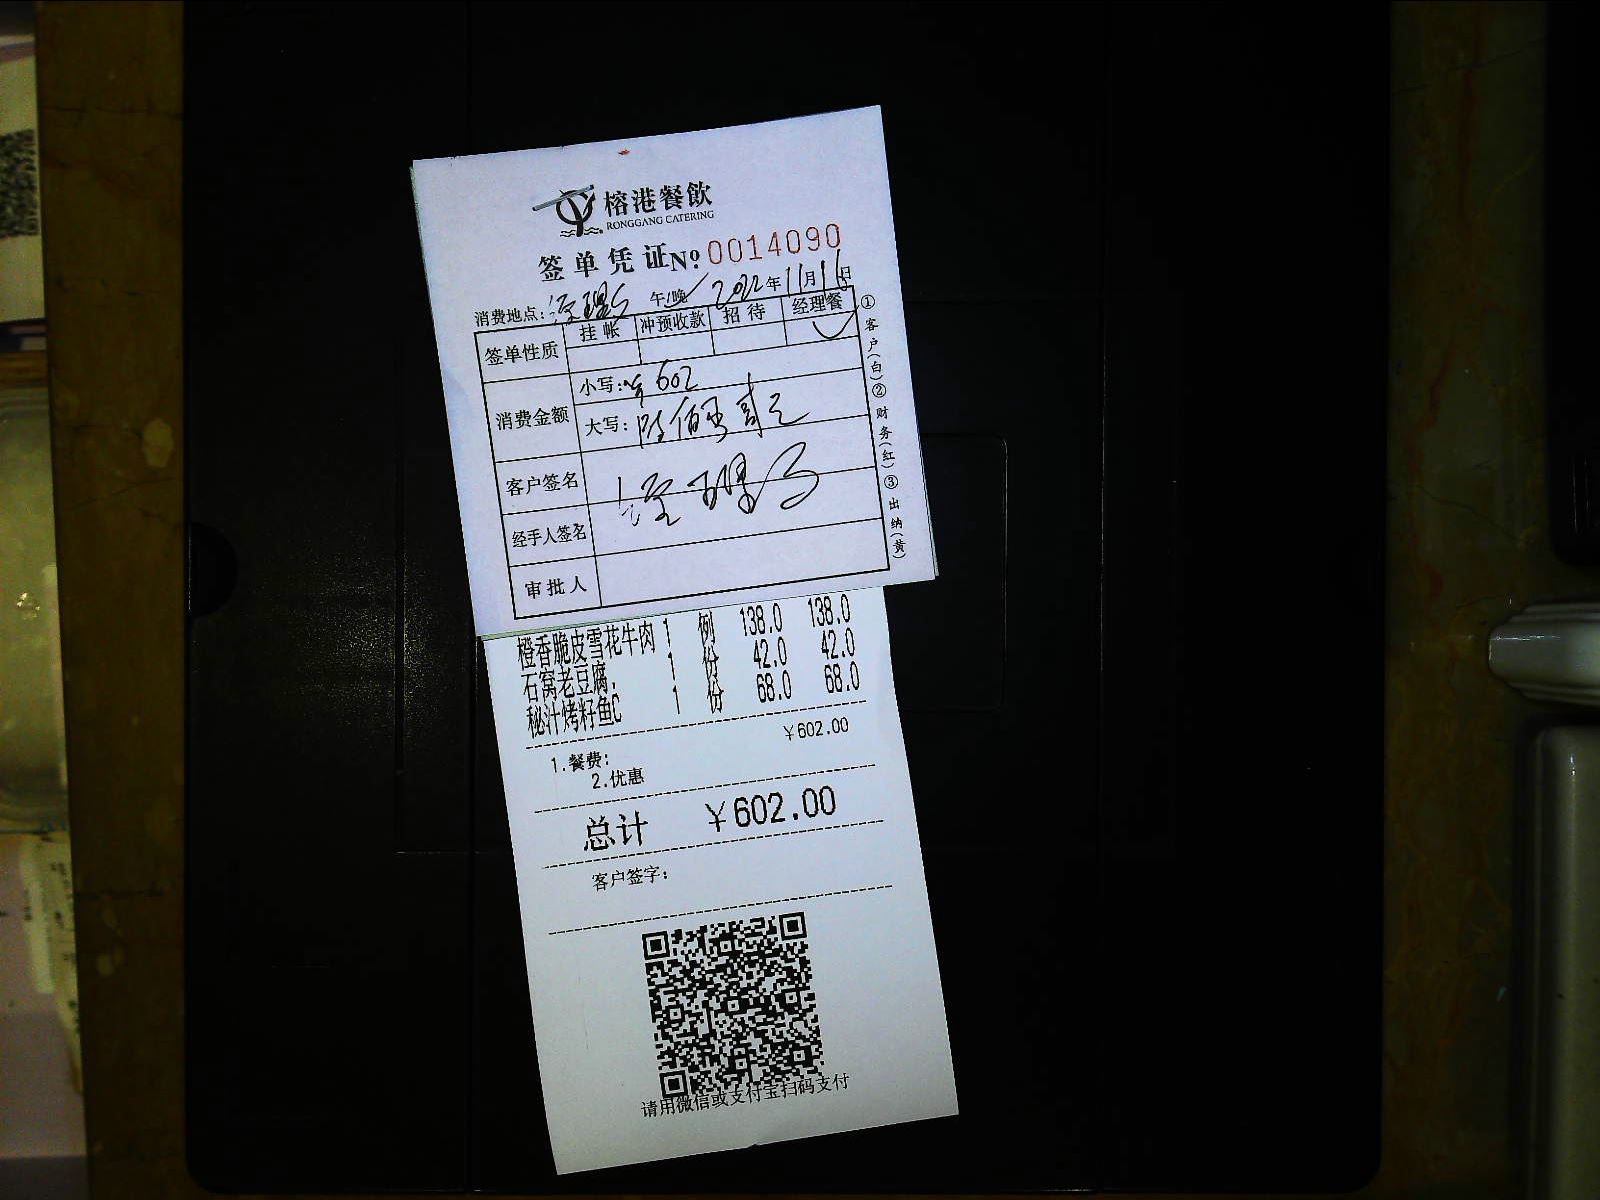 榕港餐飲
RONGGANG CATERING
签单凭证 Nº 0014090
消费地点: 午/晚 2022年11月16日
签单性质 挂帐 冲预收款 招待 经理餐
消费金额 小写:¥602
大写:陆佰零贰元
客户签名
经手人签名
审批人
①客户(白)②财务(红)③出纳(黄)
橙香脆皮雪花牛肉 1 例 138.0 138.0
石窝老豆腐. 1 份 42.0 42.0
秘汁烤籽鱼C 1 份 68.0 68.0
1.餐费: ¥602.00
2.优惠
总计 ¥602.00
客户签字:
请用微信或支付宝扫码支付